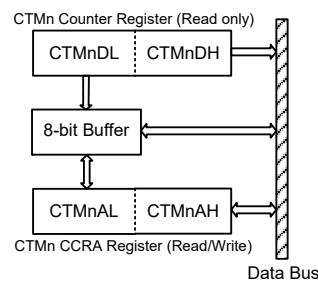 CTMn Counter Register (Read only)
CTMnDL CTMnDH
8-bit Buffer
CTMnAL CTMnAH
CTMn CCRA Register (Read/Write)
Data Bus